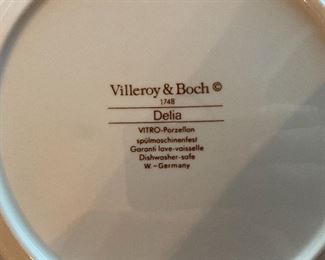 Villeroy & Boch ©
1748
Delia
VITRO-Porzellan
spülmaschinenfest
Garanti lave-vaisselle
Dishwasher-safe
W.-Germany